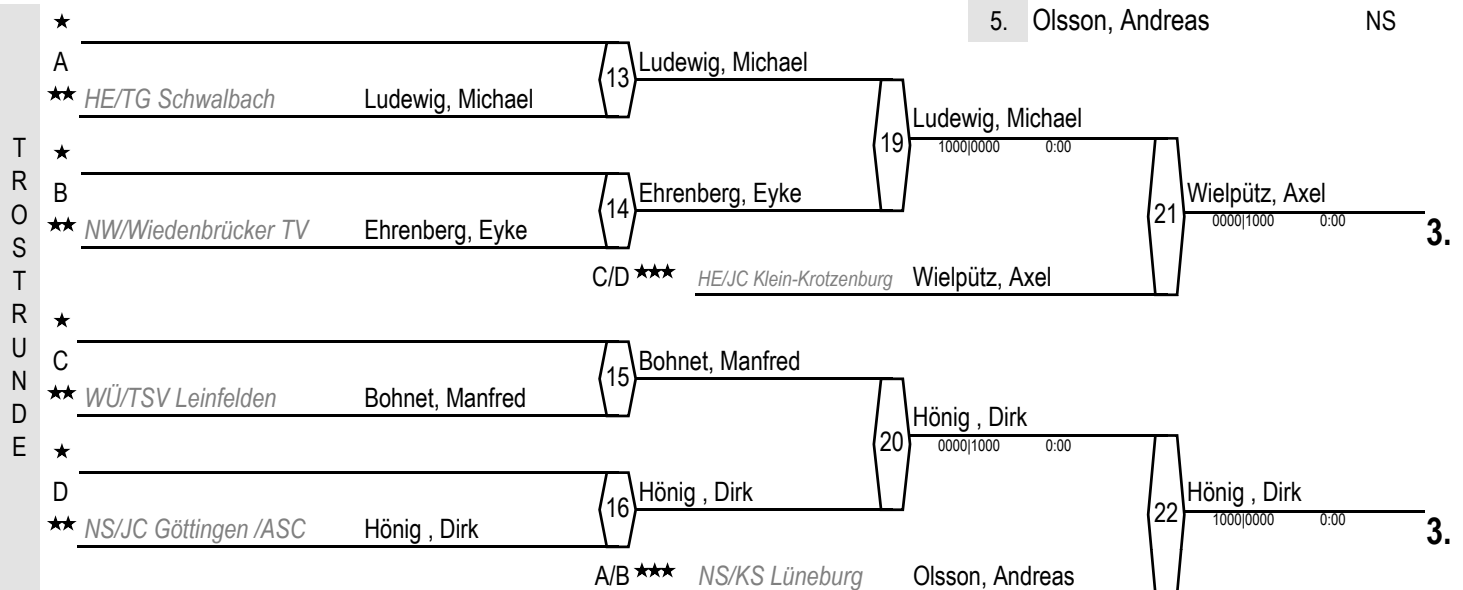 ★
5. Olsson, Andreas NS
A
13 Ludewig, Michael
★★ HE/TG Schwalbach Ludewig, Michael
19 Ludewig, Michael
1000|0000 0:00
★
B
14 Ehrenberg, Eyke
★★ NW/Wiedenbrücker TV Ehrenberg, Eyke
21 Wielpütz, Axel
0000|1000 0:00
3.
C/D ★★★ HE/JC Klein-Krotzenburg Wielpütz, Axel
TROSTRUNDE
★
C
15 Bohnet, Manfred
★★ WÜ/TSV Leinfelden Bohnet, Manfred
20 Hönig , Dirk
0000|1000 0:00
★
D
16 Hönig , Dirk
★★ NS/JC Göttingen /ASC Hönig , Dirk
22 Hönig , Dirk
1000|0000 0:00
3.
A/B ★★★ NS/KS Lüneburg Olsson, Andreas